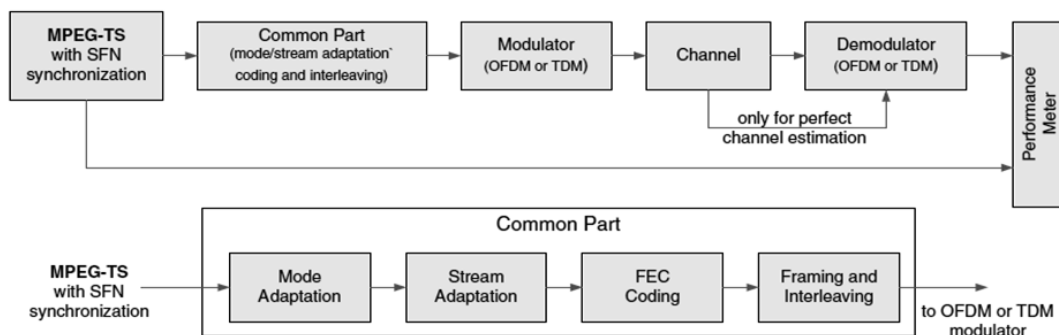 MPEG-TS
with SFN
synchronization
Common Part
(mode/stream adaptation`
coding and interleaving)
Modulator
(OFDM or TDM)
Channel
Demodulator
(OFDM or TDM)
only for perfect
channel estimation
Performance
Meter
Common Part
MPEG-TS
with SFN
synchronization
Mode
Adaptation
Stream
Adaptation
FEC
Coding
Framing and
Interleaving
to OFDM or TDM
modulator